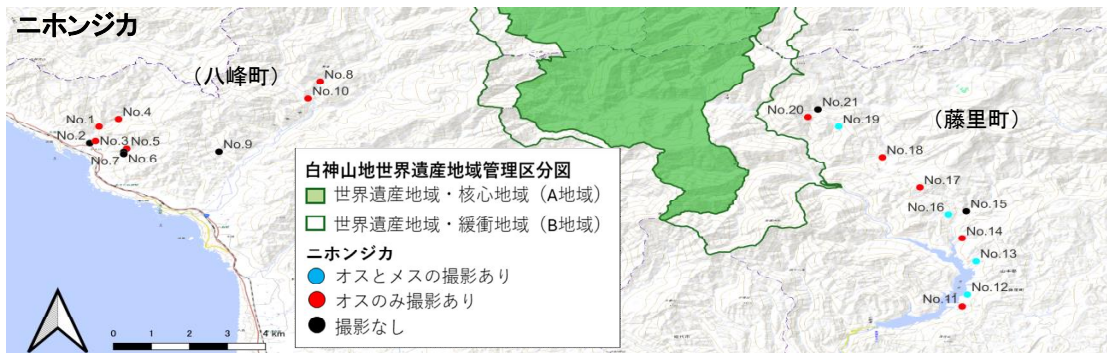 ニホンジカ
(八峰町)
No.8
No.10
No.4
No.1
No.2
No.3
No.5
No.7
No.6
No.9
No.20
No.21
No.19
(藤里町)
No.18
No.17
No.16
No.15
No.14
No.13
No.12
No.11
白神山地世界遺産地域管理区分図
世界遺産地域・核心地域(A地域)
世界遺産地域・緩衝地域(B地域)
ニホンジカ
オスとメスの撮影あり
オスのみ撮影あり
撮影なし
0 1 2 3 4 km